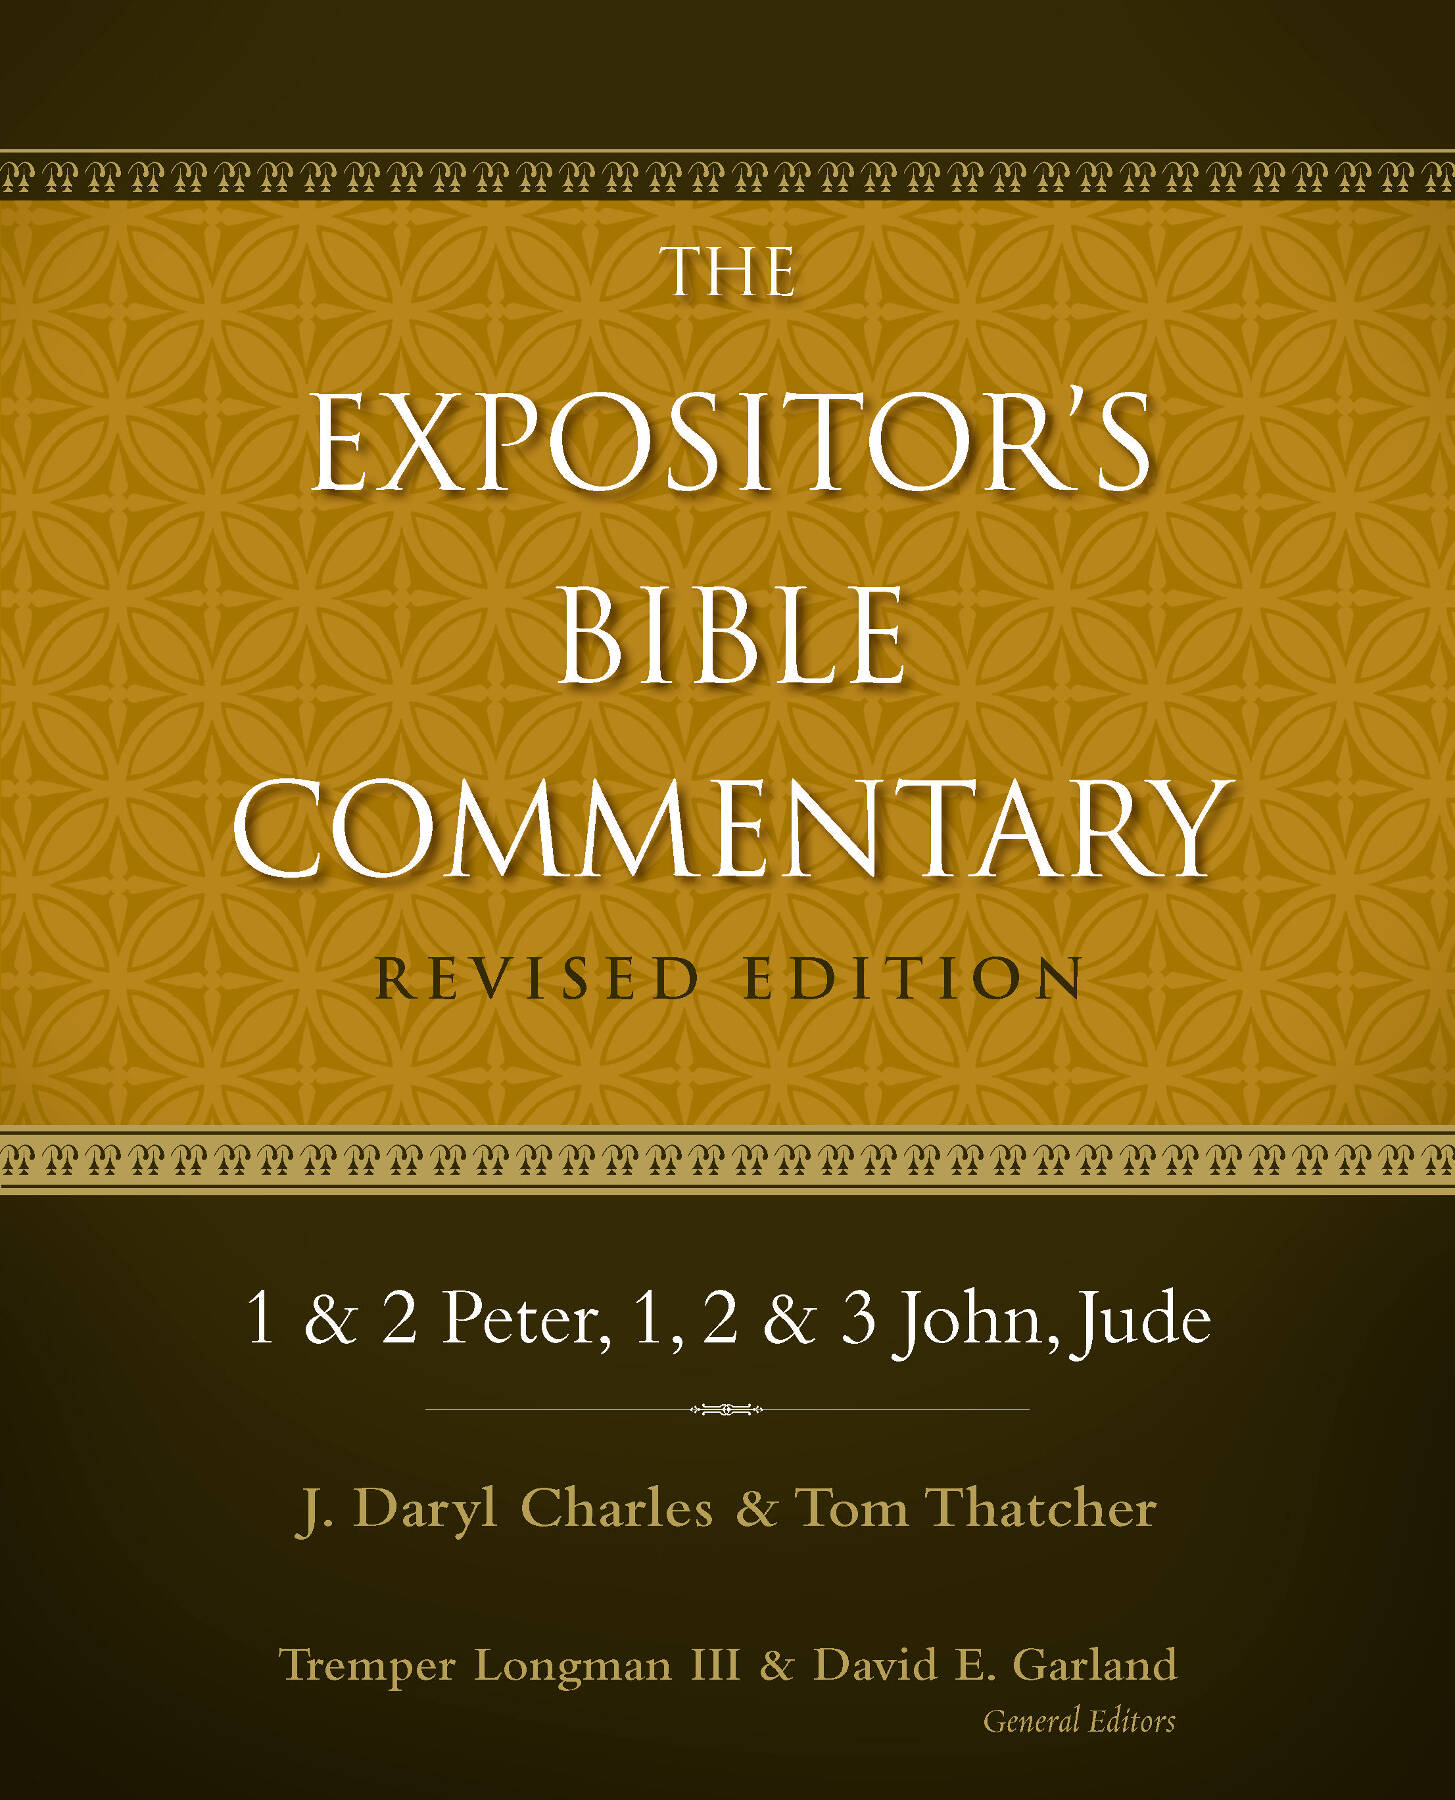 THE
EXPOSITOR’S
BIBLE
COMMENTARY
REVISED EDITION
1 & 2 Peter, 1, 2 & 3 John, Jude
J. Daryl Charles & Tom Thatcher
Tremper Longman III & David E. Garland
General Editors